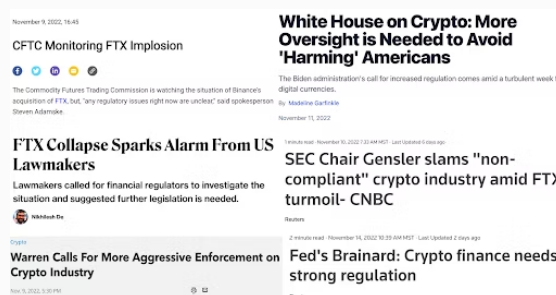 November 9, 2022, 16:45
CFTC Monitoring FTX Implosion
The Commodity Futures Trading Commission is watching the situation of Binance's
acquisition of FTX, but, "any regulatory issues right now are unclear," said spokesperson
Steven Adamske.
FTX Collapse Sparks Alarm From US
Lawmakers
Lawmakers called for financial regulators to investigate the
situation and suggested further legislation is needed.
Nikhilesh De
Crypto
Warren Calls For More Aggressive Enforcement on
Crypto Industry
Nov. 9, 2022, 5:30 PM
White House on Crypto: More
Oversight is Needed to Avoid
'Harming' Americans
The Biden administration's call for increased regulation comes amid a turbulent week
digital currencies.
By Madeline Garfinkle
November 11, 2022
1 minute read · November 10, 2022 7:33 AM MST · Last Updated 6 days ago
SEC Chair Gensler slams "non-
compliant" crypto industry amid FTX
turmoil- CNBC
Reuters
2 minute read · November 14, 2022 10:39 AM MST · Last Updated 2 days ago
Fed's Brainard: Crypto finance needs
strong regulation